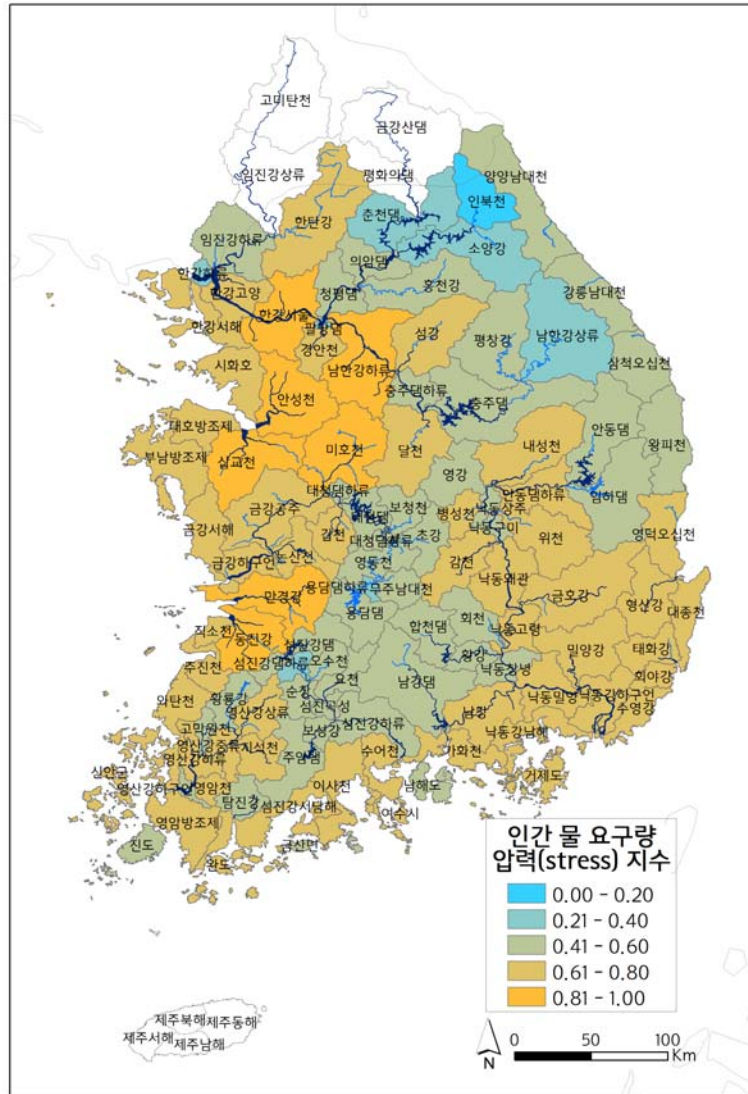 고미탄천
금강산댐
임진강상류
평화의댐
양양남대천
인북천
한탄강
춘천댐
소양강
임진강하류
의암댐
한강하류
한강고양
청평댐
홍천강
강릉남대천
한강서울
한강서해
팔당댐
섬강
평창강
남한강상류
경안천
시화호
남한강하류
삼척오십천
충주댐하류
충주댐
안성천
대호방조제
안동댐
왕피천
내성천
부남방조제
삽교천
미호천
달천
영강
임하댐
대청댐하류
안동댐하류
보청천
병성천
낙동상주
금강공주
낙동구미
영덕오십천
금강서해
갑천
초강
위천
금강하구언
논산천
영동천
감천
낙동왜관
용담댐하류
무주남대천
만경강
금호강
용담댐
형산강
대종천
회천
합천댐
직소천
동진강
낙동고령
섬진강댐
황강
밀양강
태화강
주진천
섬진강댐하류
오수천
낙동창녕
회야강
순창
요천
남강댐
와탄천
황룡강
낙동밀양
낙동강하구언
수영강
고막원천
영산강상류
섬진곡성
남강
보성강
섬진강하류
낙동강남해
영산강중류
지석천
수어천
가화천
영산강하류
주암댐
거제도
신안군
영산강하구언
영암천
이사천
남해도
탐진강
섬진강서남해
여수시
영암방조제
진도
완도
금산면
인간 물 요구량
압력(stress) 지수
0.00 - 0.20
0.21 - 0.40
0.41 - 0.60
0.61 - 0.80
0.81 - 1.00
제주북해
제주동해
제주서해
제주남해
N
0 50 100
Km